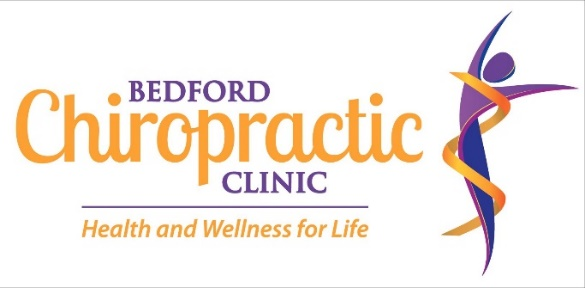 BEDFORD
Chiropractic
CLINIC
Health and Wellness for Life